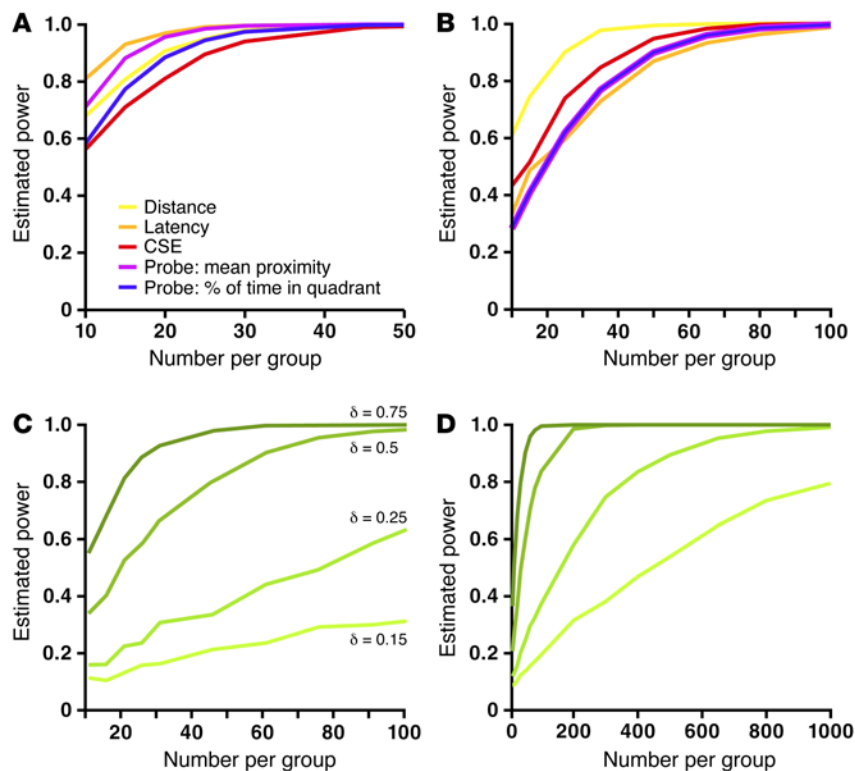 A
Estimated power
1.0
0.8
0.6
0.4
0.2
0
Distance
Latency
CSE
Probe: mean proximity
Probe: % of time in quadrant
10 20 30 40 50
Number per group
B
Estimated power
1.0
0.8
0.6
0.4
0.2
0
20 40 60 80 100
Number per group
C
Estimated power
1.0
0.8
0.6
0.4
0.2
0
δ = 0.75
δ = 0.5
δ = 0.25
δ = 0.15
20 40 60 80 100
Number per group
D
Estimated power
1.0
0.8
0.6
0.4
0.2
0
0 200 400 600 800 1000
Number per group